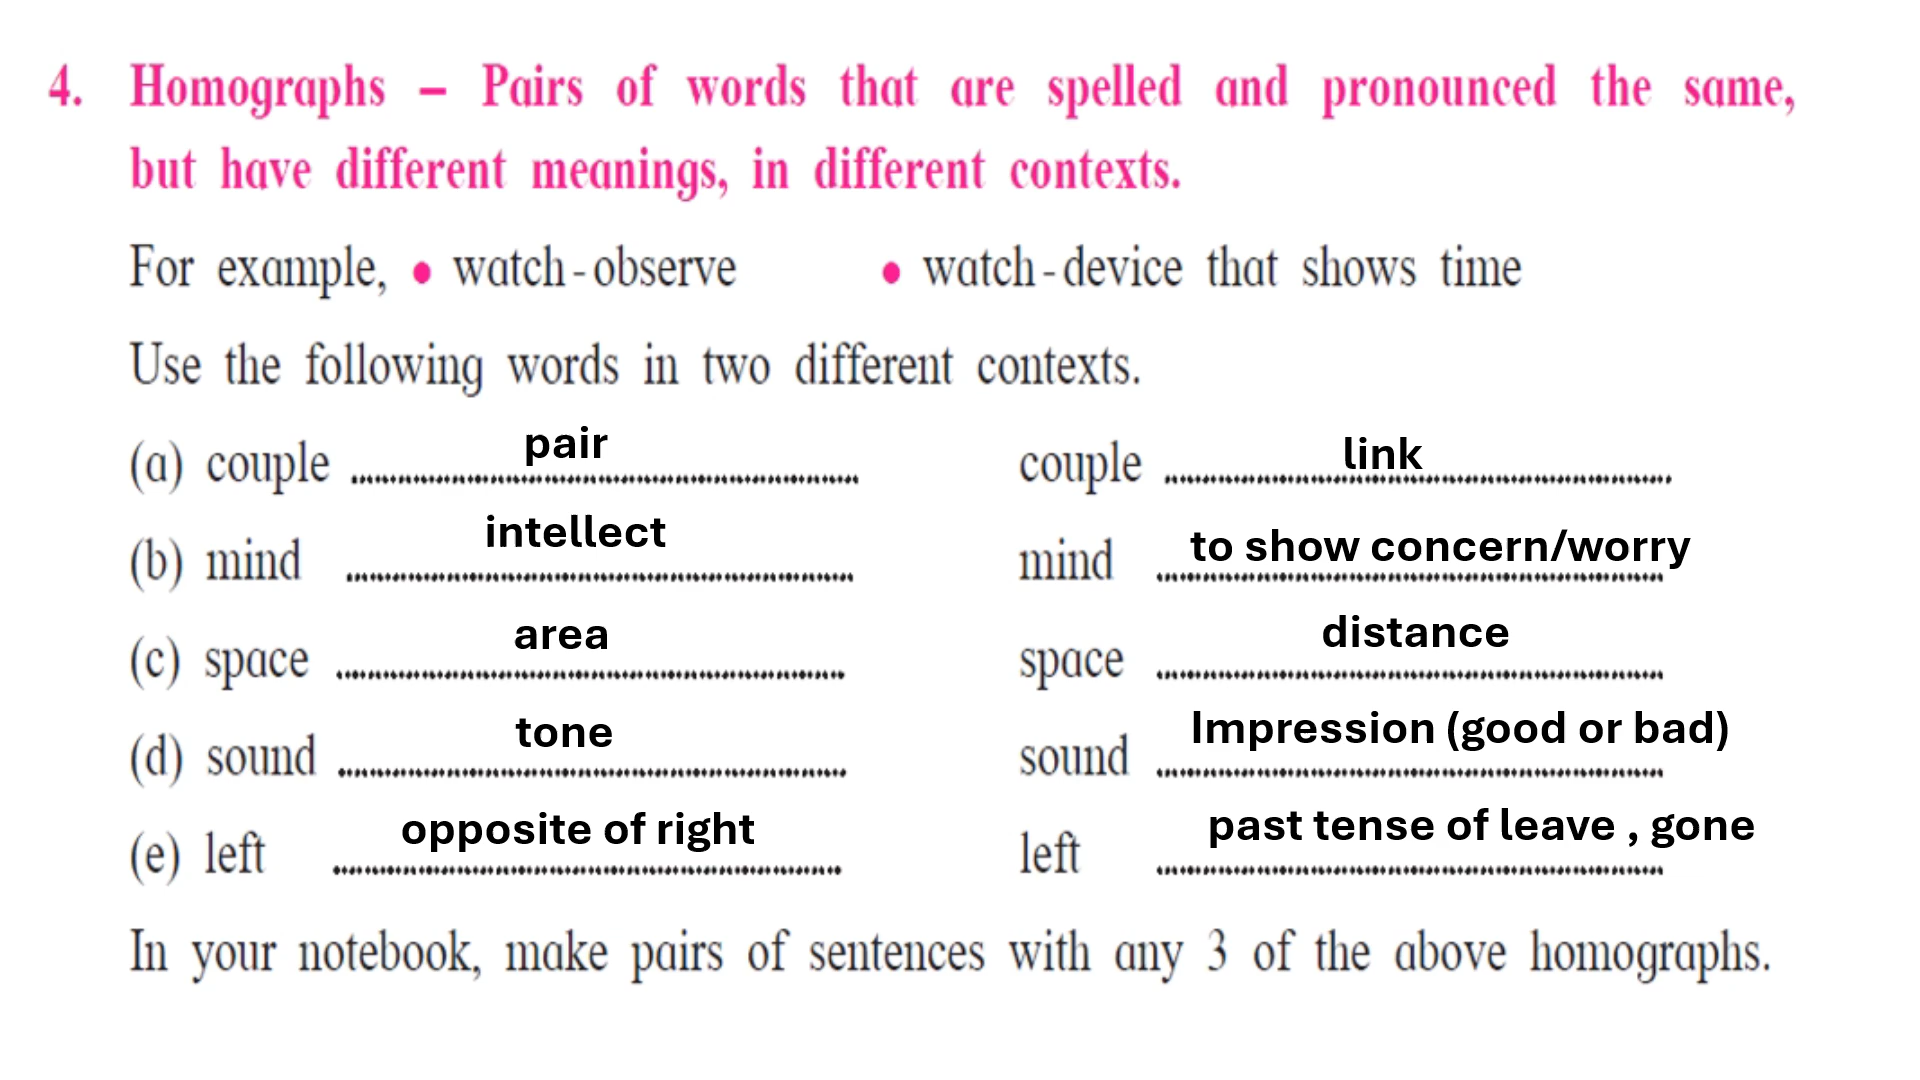 4. Homographs – Pairs of words that are spelled and pronounced the same,
but have different meanings, in different contexts.
For example, • watch - observe • watch - device that shows time
Use the following words in two different contexts.
(a) couple pair couple link
(b) mind intellect mind to show concern/worry
(c) space area space distance
(d) sound tone sound Impression (good or bad)
(e) left opposite of right left past tense of leave , gone
In your notebook, make pairs of sentences with any 3 of the above homographs.